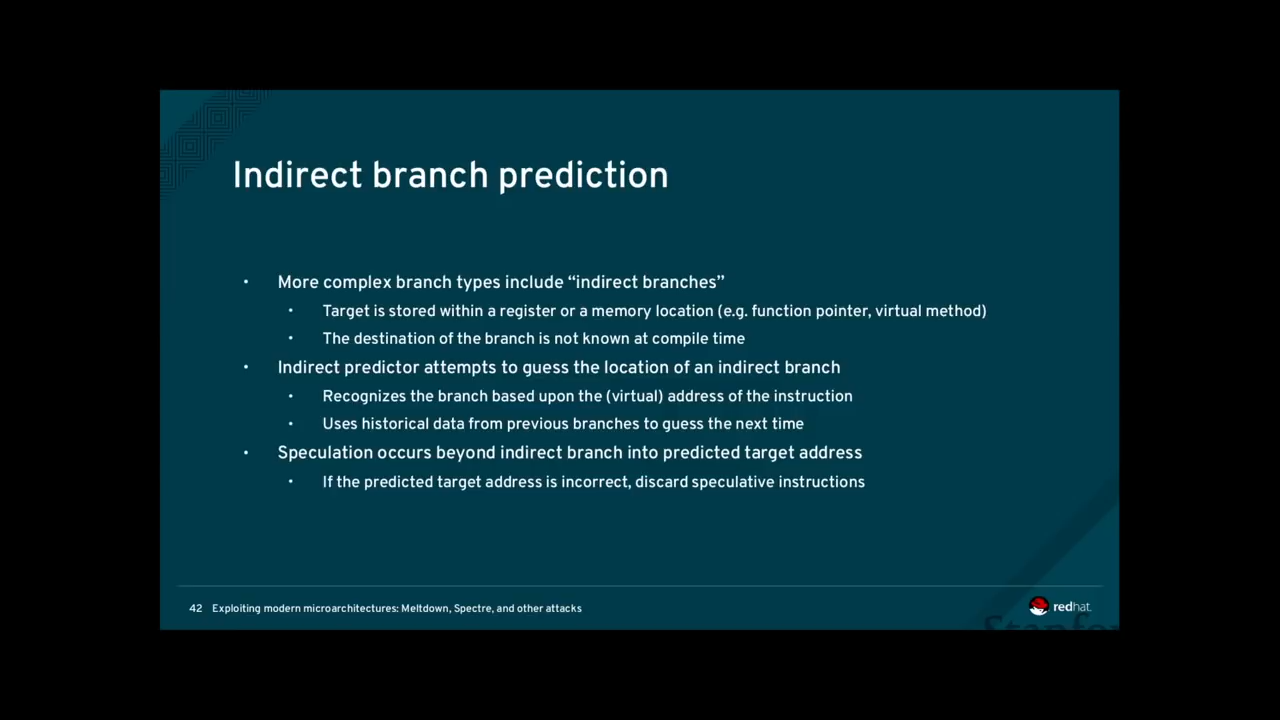 Indirect branch prediction
• More complex branch types include “indirect branches”
• Target is stored within a register or a memory location (e.g. function pointer, virtual method)
• The destination of the branch is not known at compile time
• Indirect predictor attempts to guess the location of an indirect branch
• Recognizes the branch based upon the (virtual) address of the instruction
• Uses historical data from previous branches to guess the next time
• Speculation occurs beyond indirect branch into predicted target address
• If the predicted target address is incorrect, discard speculative instructions
42 Exploiting modern microarchitectures: Meltdown, Spectre, and other attacks
redhat.